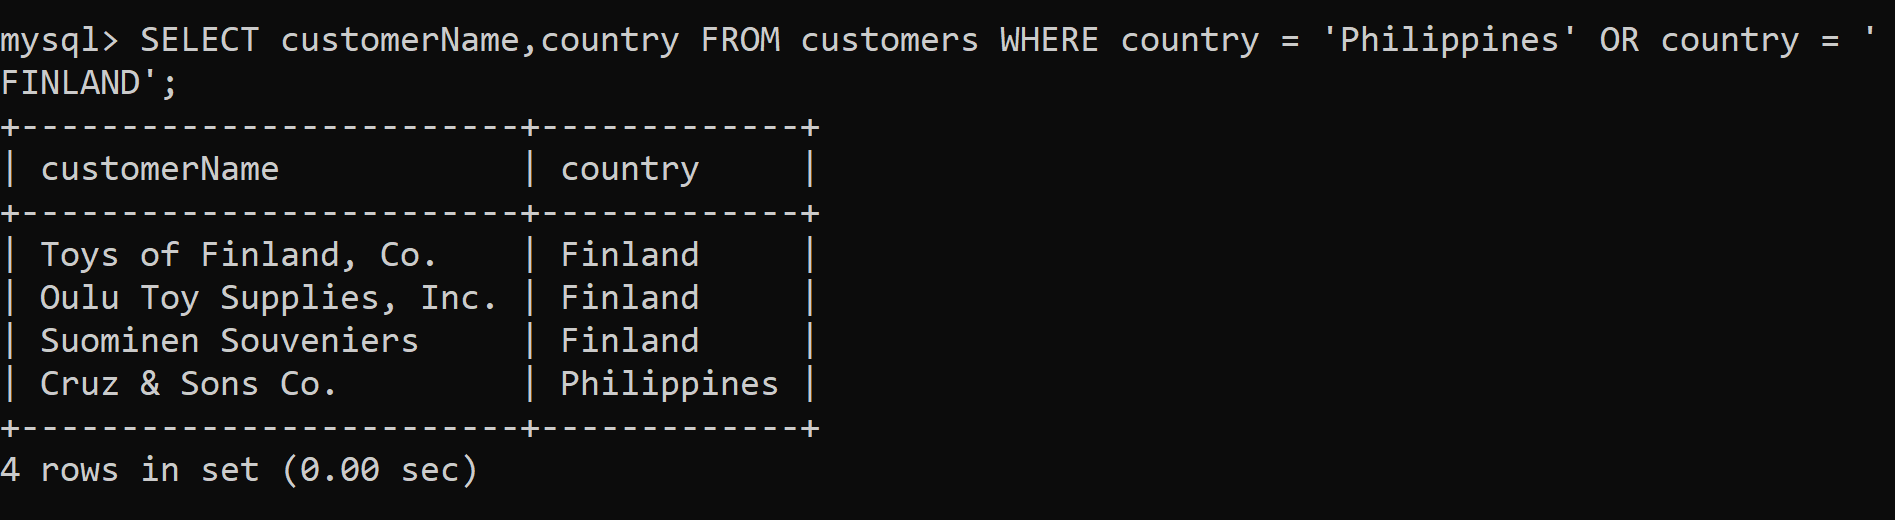 mysql> SELECT customerName,country FROM customers WHERE country = 'Philippines' OR country = '
FINLAND';
+-------------------------+-------------+
| customerName            | country     |
+-------------------------+-------------+
| Toys of Finland, Co.    | Finland     |
| Oulu Toy Supplies, Inc. | Finland     |
| Suominen Souveniers     | Finland     |
| Cruz & Sons Co.         | Philippines |
+-------------------------+-------------+
4 rows in set (0.00 sec)